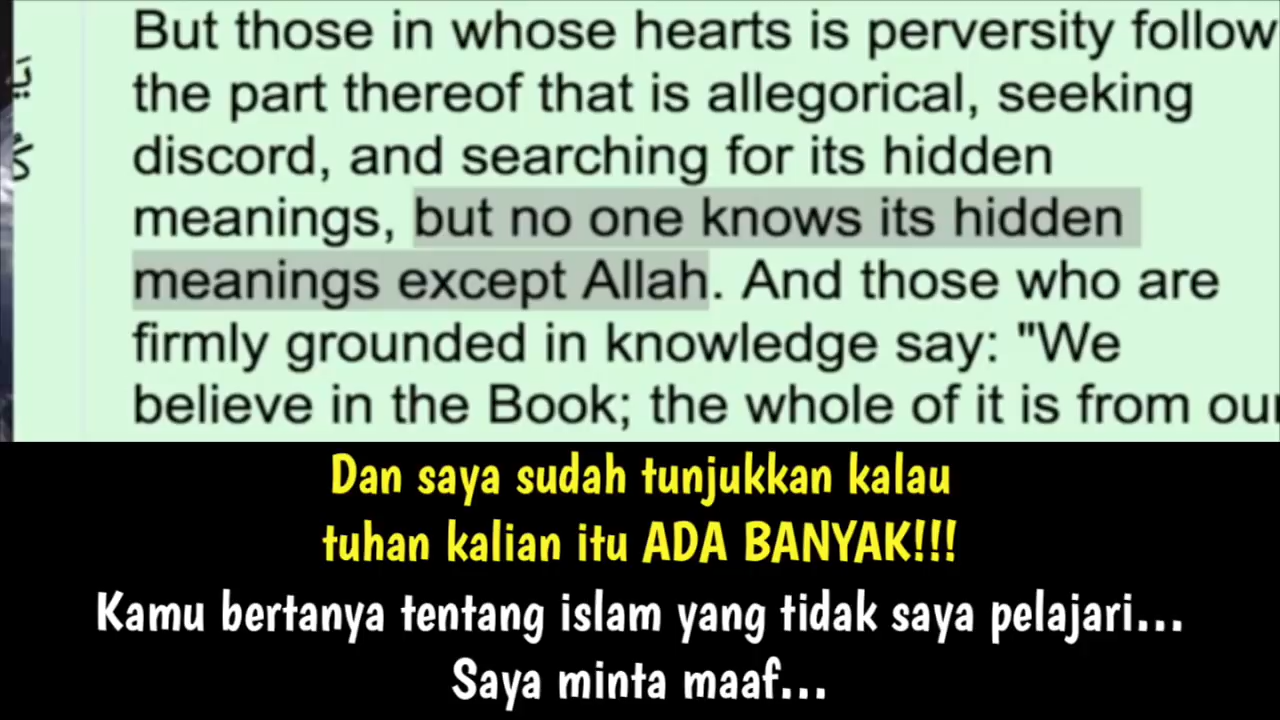 But those in whose hearts is perversity follow
the part thereof that is allegorical, seeking
discord, and searching for its hidden
meanings, but no one knows its hidden
meanings except Allah. And those who are
firmly grounded in knowledge say: "We
believe in the Book; the whole of it is from our
Dan saya sudah tunjukkan kalau
tuhan kalian itu ADA BANYAK!!!
Kamu bertanya tentang islam yang tidak saya pelajari...
Saya minta maaf...